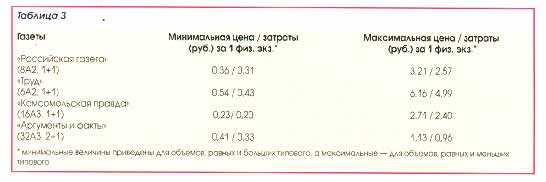 Таблица 3
Газеты Минимальная цена / затраты (руб.) за 1 физ. экз.* Максимальная цена / затраты (руб.) за 1 физ. экз.*
«Российская газета»
(8А2, 1+1) 0,36 / 0,31 3,21 / 2,57
«Труд»
(6А2, 1+1) 0,54 / 0,43 6,16 / 4,99
«Комсомольская правда»
(16А3, 1+1) 0,23 / 0,20 2,71 / 2,40
«Аргументы и факты»
(32А3, 2+1) 0,41 / 0,33 1,13 / 0,96
* минимальные величины приведены для объемов, равных и больших типового, а максимальные — для объемов, равных и меньших
типового